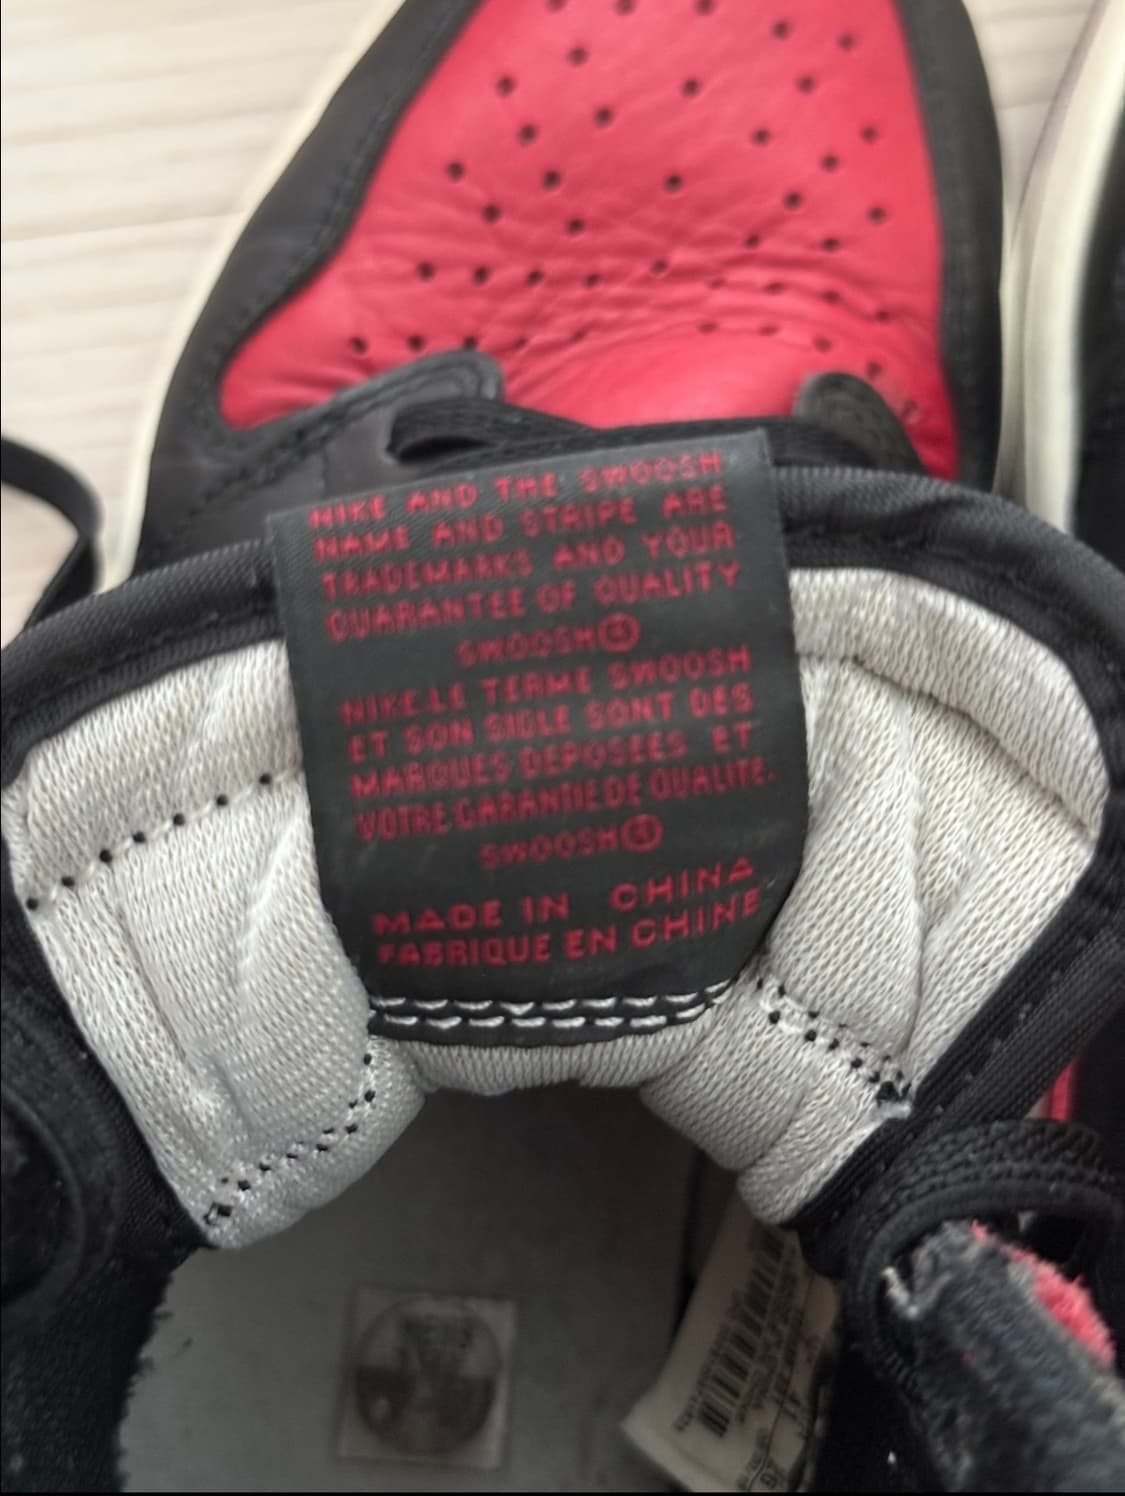 NIKE AND THE SWOOSH
NAME AND STRIPE ARE
TRADEMARKS AND YOUR
GUARANTEE OF QUALITY
SWOOSH®
NIKE.LE TERME SWOOSH
ET SON SIGLE SONT DES
MARQUES DEPOSEES ET
VOTRE GARANTIE DE QUALITE.
SWOOSH®
MADE IN CHINA
FABRIQUE EN CHINE